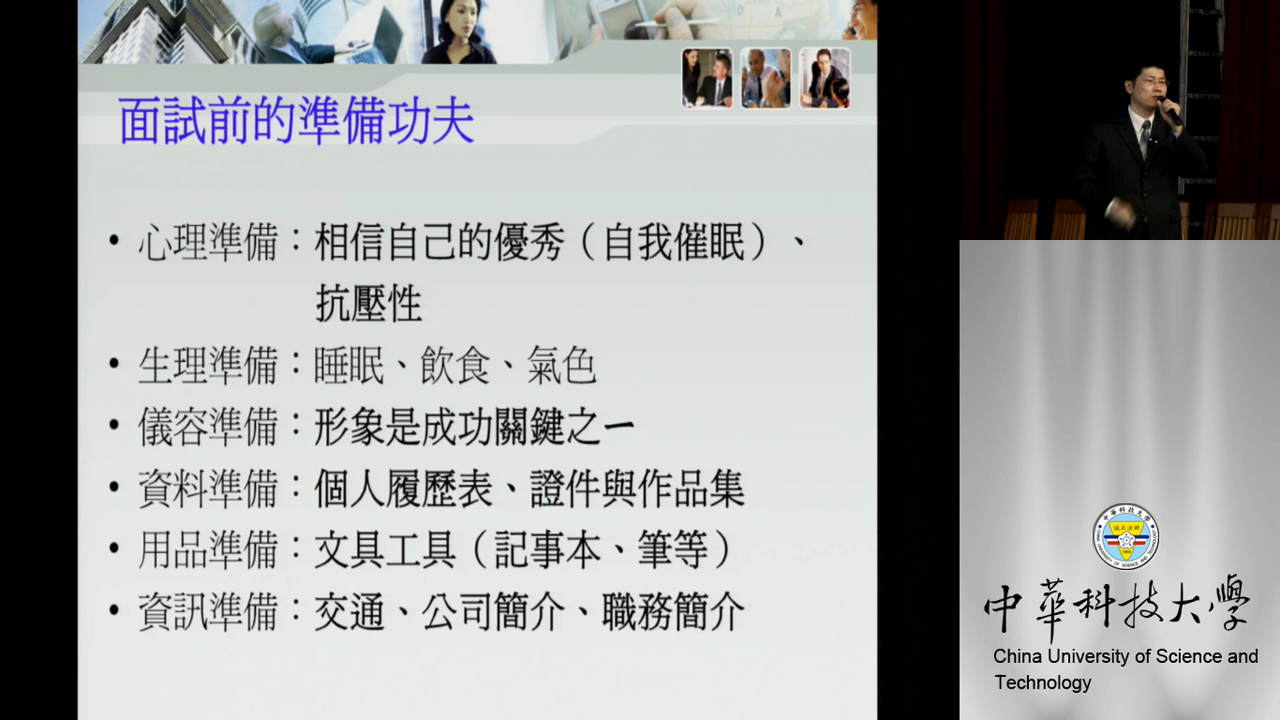 面試前的準備功夫
• 心理準備：相信自己的優秀（自我催眠）、
抗壓性
• 生理準備：睡眠、飲食、氣色
• 儀容準備：形象是成功關鍵之一
• 資料準備：個人履歷表、證件與作品集
• 用品準備：文具工具（記事本、筆等）
• 資訊準備：交通、公司簡介、職務簡介
中華科技大學
China University of Science and
Technology